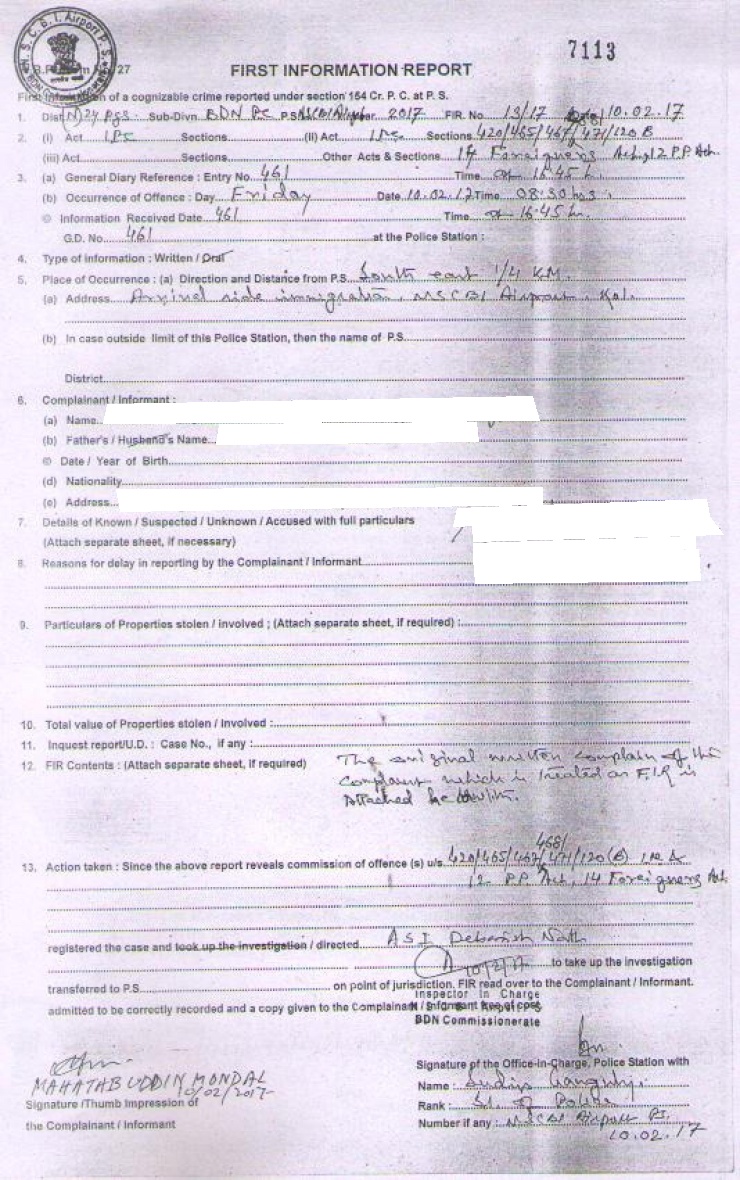 N. S. C. B. I. Airport P. S.
7113
27
FIRST INFORMATION REPORT
First Information of a cognizable crime reported under section 154 Cr. P. C. at P. S.
1. Dist (N) 24 Pgs. Sub-Divn. BDN PC P.S. NSCBI Airport Year. 2017 FIR. No 13/17 10.02.17
2. (i) Act IPC Sections (II) Act IPC Sections 420/465/467/471/120 B
(iii) Act Sections Other Acts & Sections 14 Foreigners Act, 12 P.P. Act.
3. (a) General Diary Reference : Entry No. 461 Time at 16:45 h.
(b) Occurrence of Offence : Day Friday Date 10.02.17 Time 08:30 hrs.
© Information Received Date 461 Time at 16:45 h.
G.D. No. 461 at the Police Station :
4. Type of information : Written / Oral
5. Place of Occurrence : (a) Direction and Distance from P.S. South east 1/4 KM.
(a) Address Arrival side immigration, NSCBI Airport, Kol.
(b) In case outside limit of this Police Station, then the name of P.S.
District
6. Complainant / Informant :
(a) Name
(b) Father's / Husband's Name
© Date / Year of Birth
(d) Nationality
(e) Address
7. Details of Known / Suspected / Unknown / Accused with full particulars
(Attach separate sheet, if necessary)
8. Reasons for delay in reporting by the Complainant / Informant
9. Particulars of Properties stolen / involved ; (Attach separate sheet, if required) :
10. Total value of Properties stolen / Involved :
11. Inquest report/U.D. : Case No., if any :
12. FIR Contents : (Attach separate sheet, if required) The original written complain of the
Complaint which is treated as FIR is
Attached
468/
13. Action taken : Since the above report reveals commission of offence (s) u/s. 420/465/467/471/120(B) IPC &
12 P.P. Act, 14 Foreigners Act.
registered the case and took up the investigation / directed ASI Debasish Nath
10/2/17 to take up the investigation
transferred to P.S. on point of jurisdiction. FIR read over to the Complainant / Informant.
Inspector In Charge
admitted to be correctly recorded and a copy given to the Complainant / Informant free of cost
BDN Commissionerate
MAHATABUDDIN MONDAL
10/02/2017
Signature /Thumb Impression of
the Complainant / Informant
Signature of the Office-in-Charge, Police Station with
Name : Sudip Ganguly.
Rank : S.I. of Police
Number if any : NSCBI Airport PS.
10.02.17